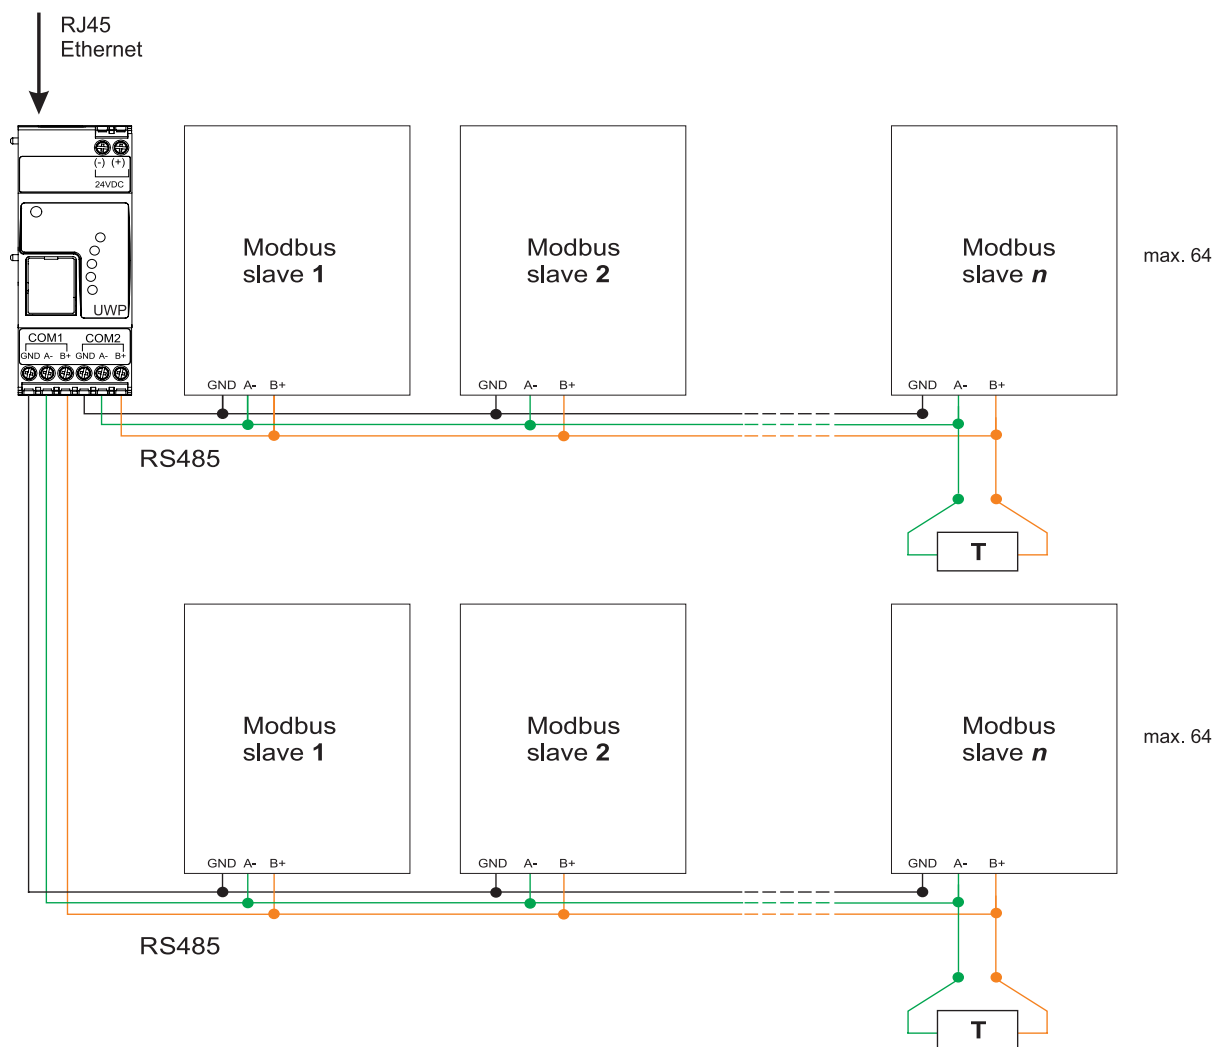 RJ45
Ethernet
(-) (+)
24VDC
UWP
COM1 COM2
GND A- B+ GND A- B+
Modbus
slave 1
Modbus
slave 2
Modbus
slave n
max. 64
GND A- B+
GND A- B+
GND A- B+
RS485
T
Modbus
slave 1
Modbus
slave 2
Modbus
slave n
max. 64
GND A- B+
GND A- B+
GND A- B+
RS485
T